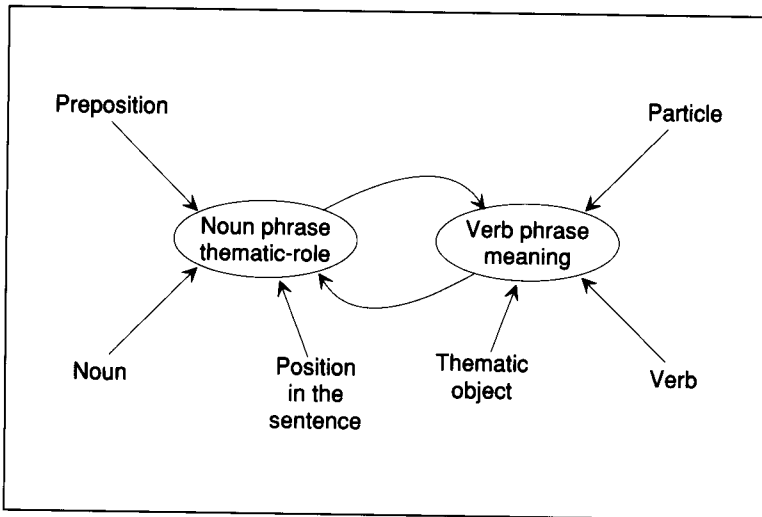 Preposition
Particle
Noun phrase
thematic-role
Verb phrase
meaning
Noun
Position
in the
sentence
Thematic
object
Verb